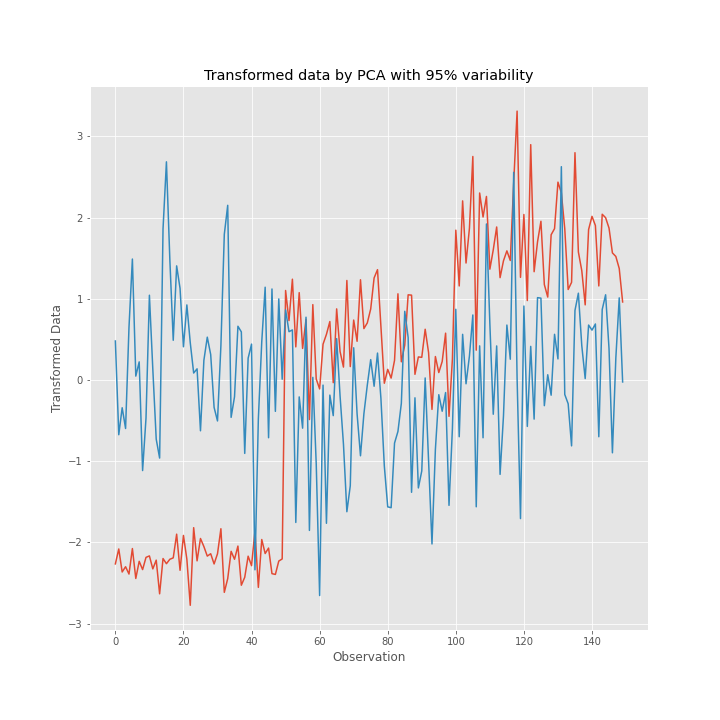 Transformed data by PCA with 95% variability
3
2
1
0
−1
−2
−3
Transformed Data
0 20 40 60 80 100 120 140
Observation